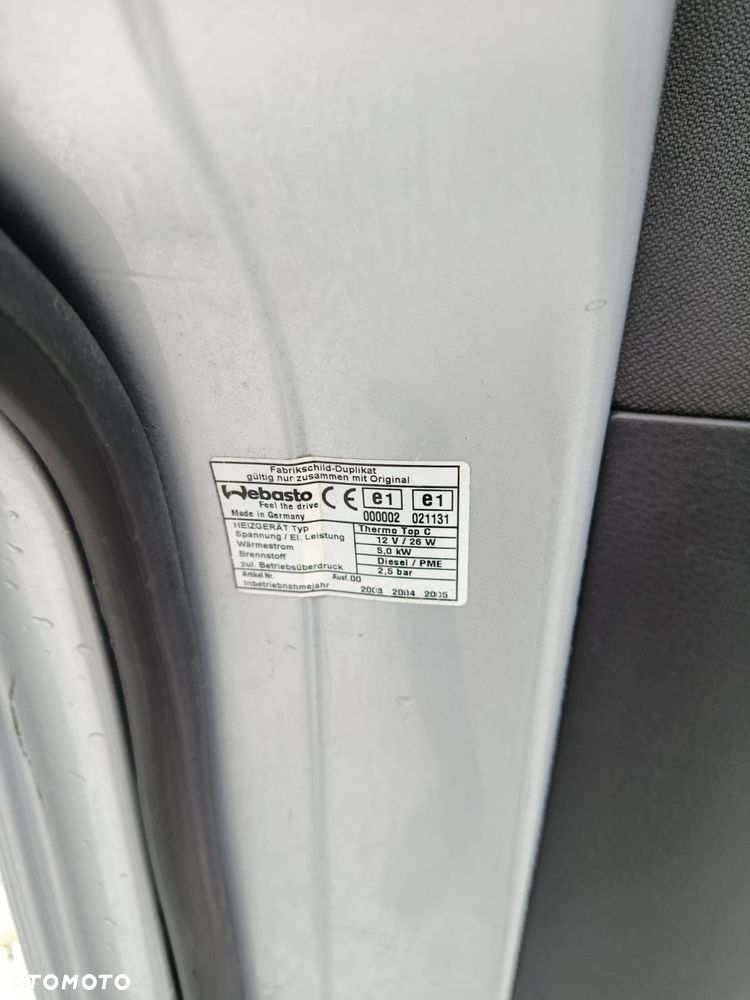 Fabrikschild-Duplikat
gültig nur zusammen mit Original
Webasto CE e1 e1
Feel the drive
Made in Germany 000002 021131
HEIZGERÄT Typ Thermo Top C
Spannung / El. Leistung 12 V / 26 W
Wärmestrom 5,0 kW
Brennstoff Diesel / PME
zul. Betriebsüberdruck 2,5 bar
Artikel Nr. Ausf. 00
Inbetriebnahmejahr 2003 2004 2005
OTOMOTO